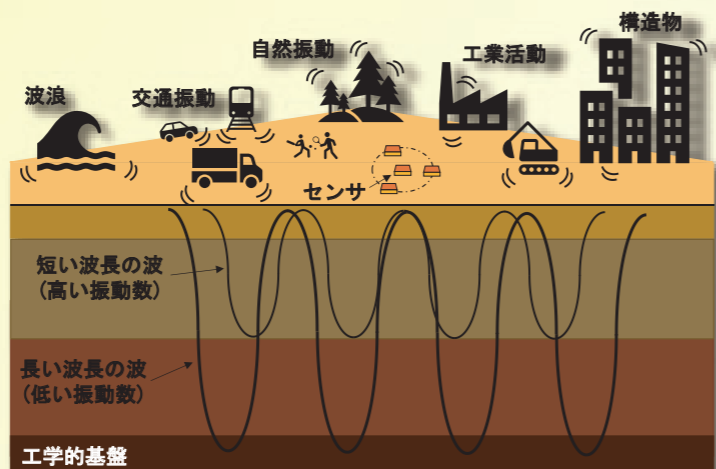 構造物
自然振動
工業活動
波浪
交通振動
センサ
短い波長の波
(高い振動数)
長い波長の波
(低い振動数)
工学的基盤